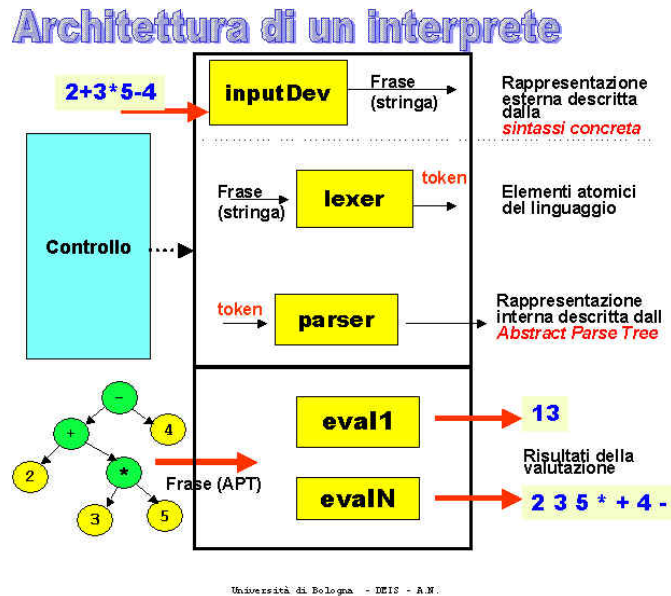 Architettura di un interprete
2+3*5-4
inputDev
Frase
(stringa)
Rappresentazione
esterna descritta
dalla
sintassi concreta
Controllo
Frase
(stringa)
lexer
token
Elementi atomici
del linguaggio
token
parser
Rappresentazione
interna descritta dall
Abstract Parse Tree
-
+
4
2
*
3
5
Frase (APT)
eval1
13
Risultati della
valutazione
evalN
2 3 5 * + 4 -
Università di Bologna - DEIS - A.N.